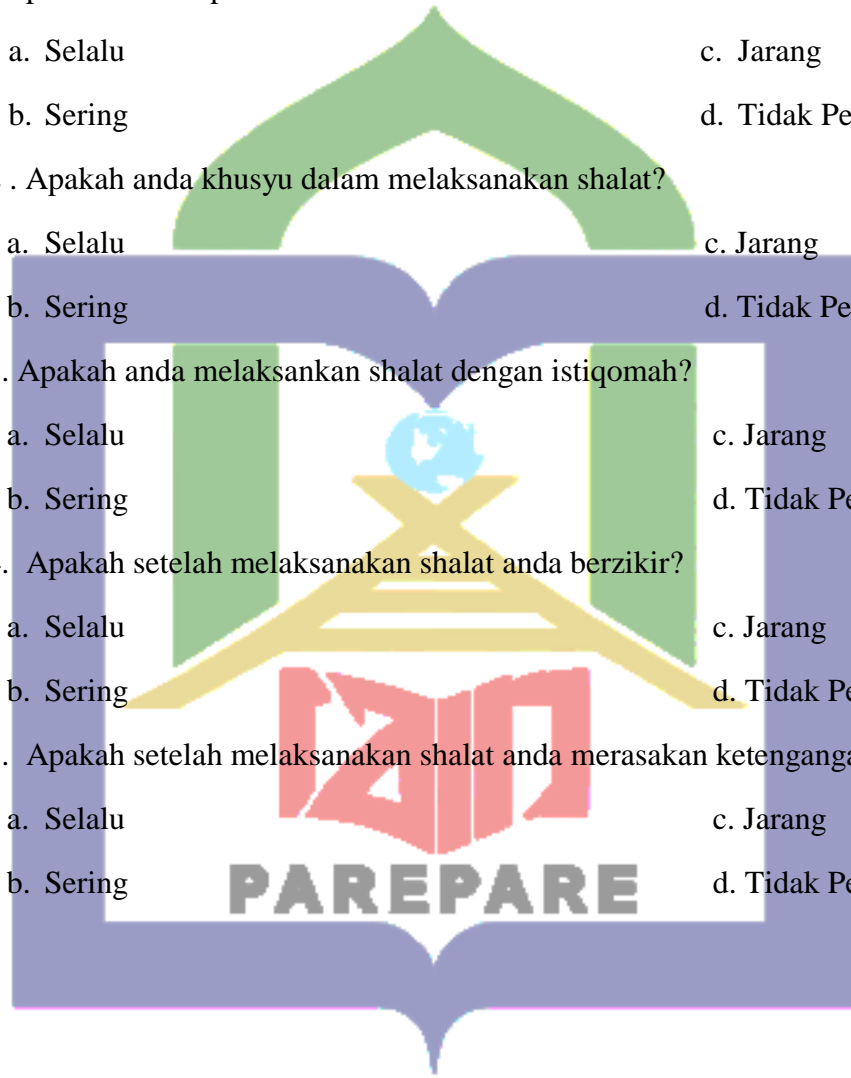 a. Selalu c. Jarang
b. Sering d. Tidak Pe
. Apakah anda khusyu dalam melaksanakan shalat?
a. Selalu c. Jarang
b. Sering d. Tidak Pe
. Apakah anda melaksankan shalat dengan istiqomah?
a. Selalu c. Jarang
b. Sering d. Tidak Pe
. Apakah setelah melaksanakan shalat anda berzikir?
a. Selalu c. Jarang
b. Sering d. Tidak Pe
. Apakah setelah melaksanakan shalat anda merasakan ketenganga
a. Selalu c. Jarang
b. Sering d. Tidak Pe
iain
PAREPARE